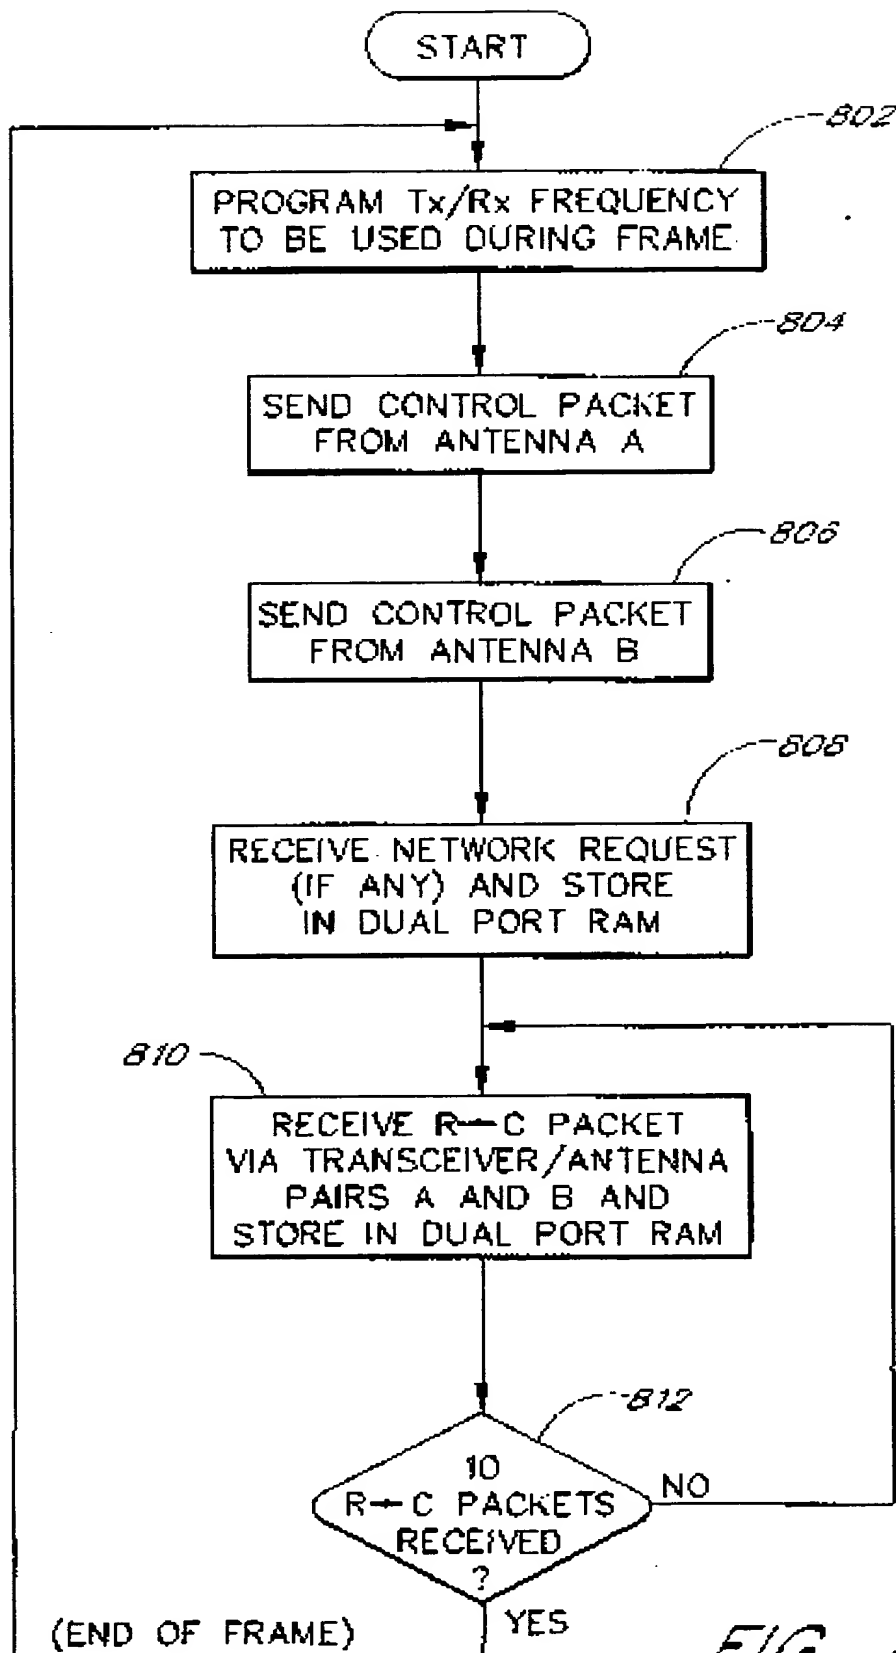 START
802
PROGRAM Tx/Rx FREQUENCY
TO BE USED DURING FRAME
804
SEND CONTROL PACKET
FROM ANTENNA A
806
SEND CONTROL PACKET
FROM ANTENNA B
808
RECEIVE NETWORK REQUEST
(IF ANY) AND STORE
IN DUAL PORT RAM
810
RECEIVE R→C PACKET
VIA TRANSCEIVER/ANTENNA
PAIRS A AND B AND
STORE IN DUAL PORT RAM
812
10
R→C PACKETS
RECEIVED
?
NO
YES
(END OF FRAME)